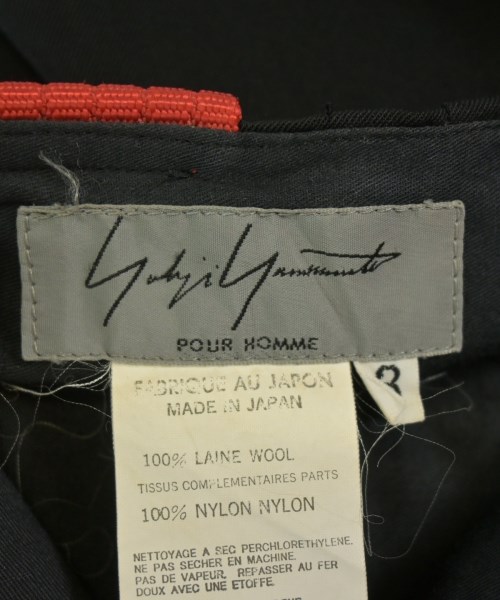 Yohji Yamamoto
POUR HOMME
FABRIQUE AU JAPON
MADE IN JAPAN
3
100% LAINE WOOL
TISSUS COMPLEMENTAIRES PARTS
100% NYLON NYLON
NETTOYAGE A SEC PERCHLORETHYLENE.
NE PAS SECHER EN MACHINE.
PAS DE VAPEUR. REPASSER AU FER
DOUX AVEC UNE ETOFFE.